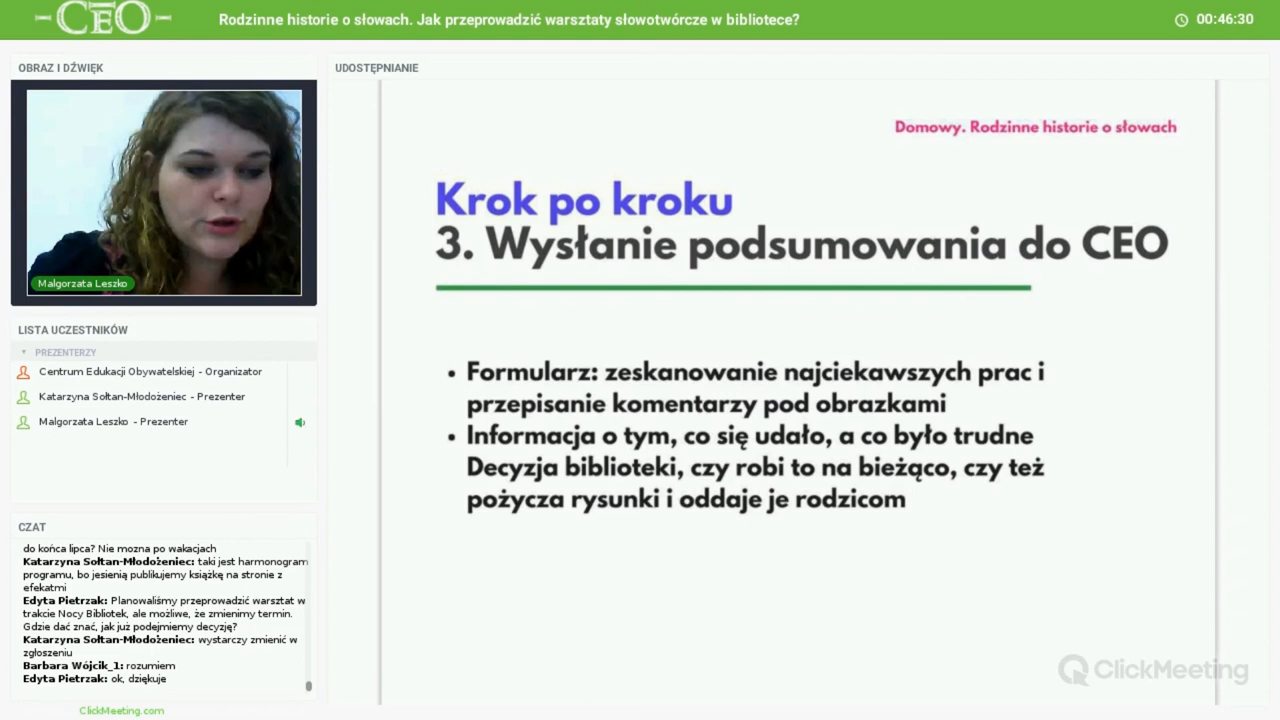 CEO
Rodzinne historie o słowach. Jak przeprowadzić warsztaty słowotwórcze w bibliotece?
00:46:30
OBRAZ I DŹWIĘK
Malgorzata Leszko
LISTA UCZESTNIKÓW
PREZENTERZY
Centrum Edukacji Obywatelskiej - Organizator
Katarzyna Sołtan-Młodożeniec - Prezenter
Malgorzata Leszko - Prezenter
CZAT
do końca lipca? Nie mozna po wakacjach
Katarzyna Sołtan-Młodożeniec: taki jest harmonogram
programu, bo jesienią publikujemy książkę na stronie z
efekatmi
Edyta Pietrzak: Planowaliśmy przeprowadzić warsztat w
trakcie Nocy Bibliotek, ale możliwe, że zmienimy termin.
Gdzie dać znać, jak już podejmiemy decyzję?
Katarzyna Sołtan-Młodożeniec: wystarczy zmienić w
zgłoszeniu
Barbara Wójcik_1: rozumiem
Edyta Pietrzak: ok, dziękuje
ClickMeeting.com
UDOSTĘPNIANIE
Domowy. Rodzinne historie o słowach
Krok po kroku
3. Wysłanie podsumowania do CEO
• Formularz: zeskanowanie najciekawszych prac i
przepisanie komentarzy pod obrazkami
• Informacja o tym, co się udało, a co było trudne
Decyzja biblioteki, czy robi to na bieżąco, czy też
pożycza rysunki i oddaje je rodzicom
ClickMeeting